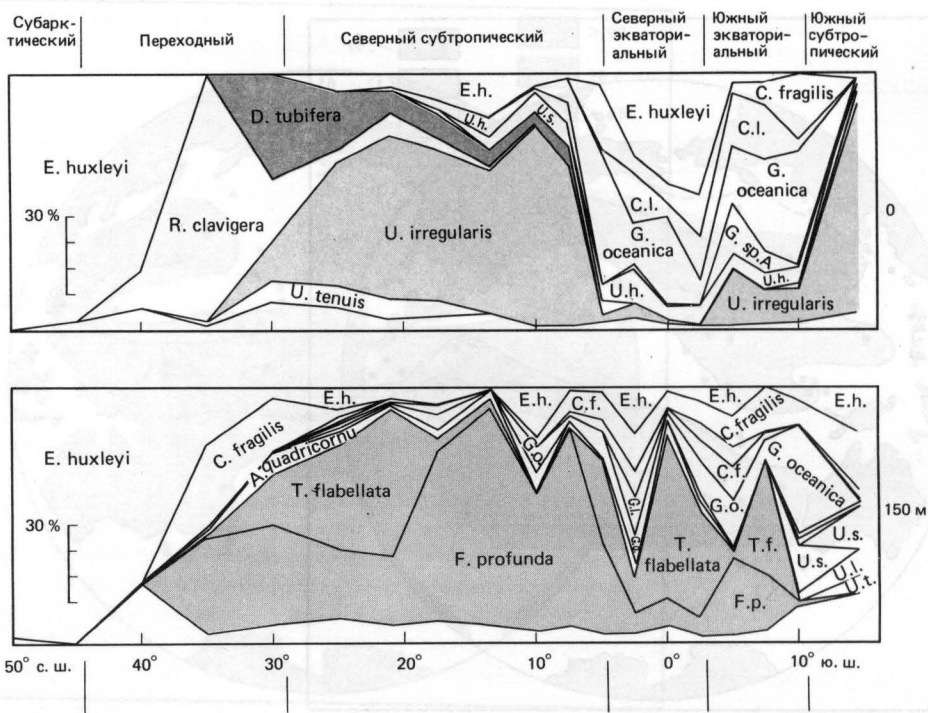 Субарк-
тический
Переходный
Северный субтропический
Северный
экватори-
альный
Южный
экватори-
альный
Южный
субтро-
пический
E. huxleyi
30 %
R. clavigera
D. tubifera
U. irregularis
U. tenuis
E.h.
U.h.
U.s.
E. huxleyi
C.l.
G.
oceanica
U.h.
C. fragilis
C.l.
G.
oceanica
G. sp.A
U.h.
U. irregularis
0
E. huxleyi
30 %
C. fragilis
E.h.
A.quadricornu
T. flabellata
F. profunda
E.h.
G.o.
C.f.
E.h.
G.l.
G.o.
T.
flabellata
E.h.
C.fragilis
C.f.
G.o.
T.f.
F.p.
E.h.
G. oceanica
U.s.
U.s.
U.i.
U.t.
150 м
50° с. ш.
40°
30°
20°
10°
0°
10° ю. ш.